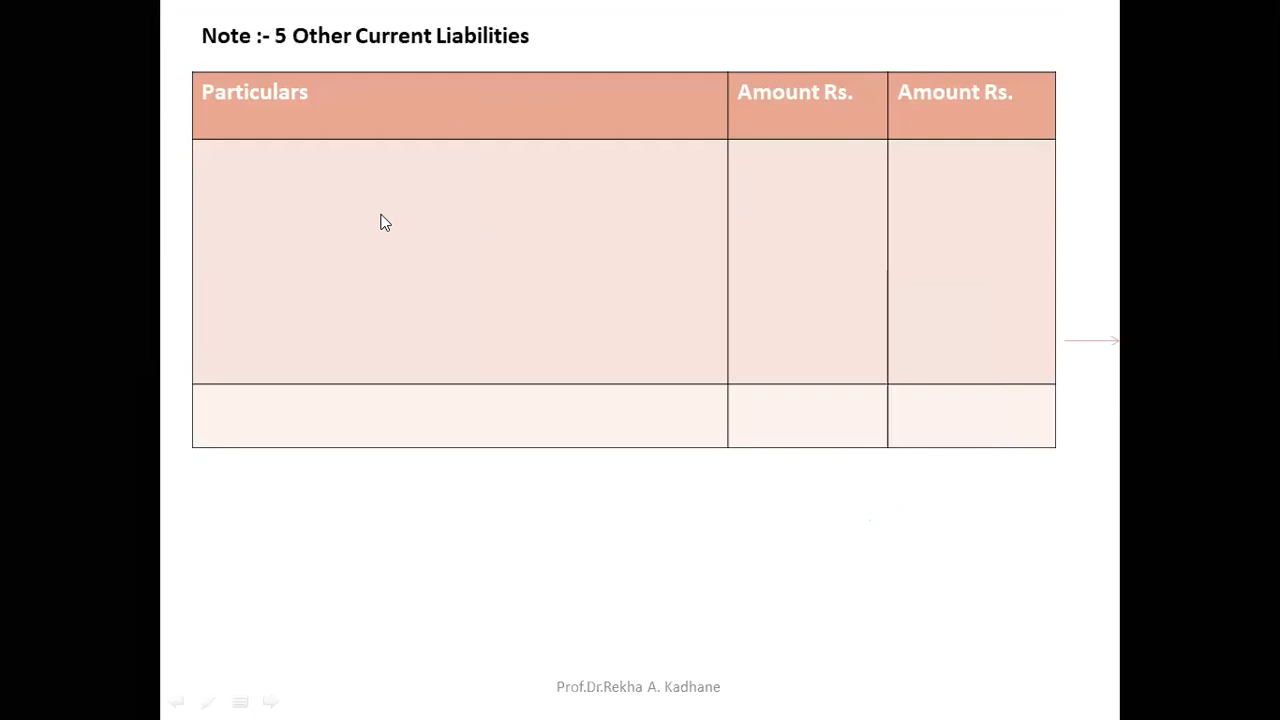 Note :- 5 Other Current Liabilities
Particulars Amount Rs. Amount Rs.
Prof.Dr.Rekha A. Kadhane